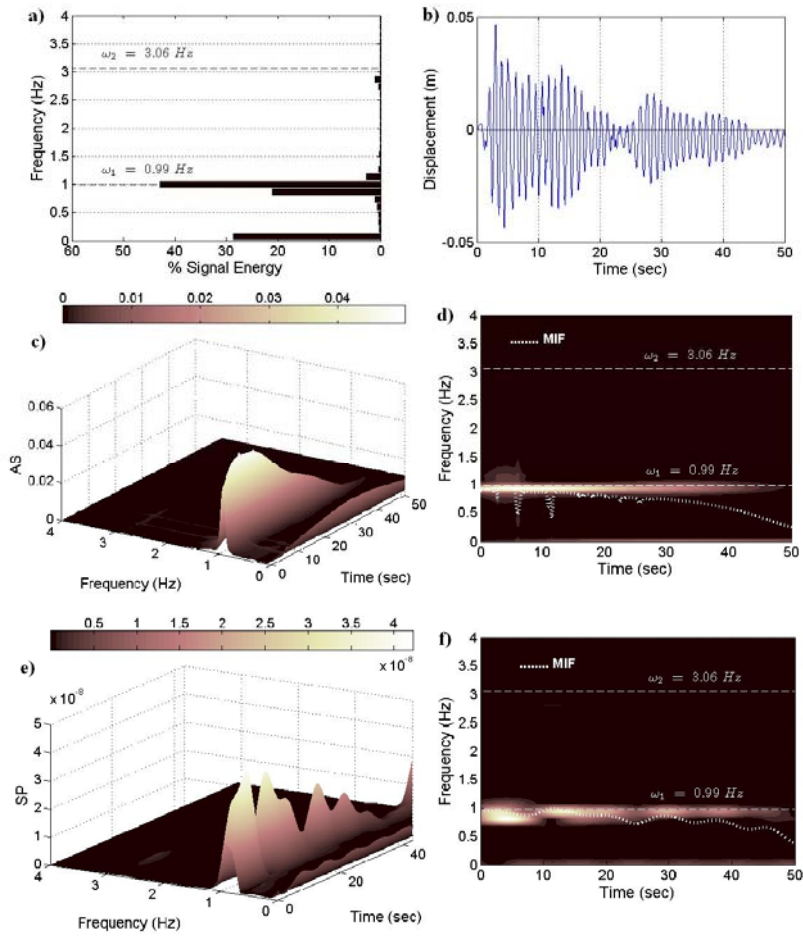 a)
4
3.5
3
2.5
2
1.5
1
0.5
0
Frequency (Hz)
ω₂ = 3.06 Hz
ω₁ = 0.99 Hz
60 50 40 30 20 10 0
% Signal Energy
b)
0.05
0
-0.05
Displacement (m)
0 10 20 30 40 50
Time (sec)
0 0.01 0.02 0.03 0.04
c)
0.06
0.04
0.02
0
AS
4 3 2 1 0
Frequency (Hz)
0 10 20 30 40 50
Time (sec)
d)
4
3.5
3
2.5
2
1.5
1
0.5
0
Frequency (Hz)
MIF
ω₂ = 3.06 Hz
ω₁ = 0.99 Hz
0 10 20 30 40 50
Time (sec)
0.5 1 1.5 2 2.5 3 3.5 4
x 10⁻⁸
e)
x 10⁻⁸
5
4
3
2
1
0
SP
4 3 2 1 0
Frequency (Hz)
0 20 40
Time (sec)
f)
4
3.5
3
2.5
2
1.5
1
0.5
0
Frequency (Hz)
MIF
ω₂ = 3.06 Hz
ω₁ = 0.99 Hz
0 10 20 30 40 50
Time (sec)